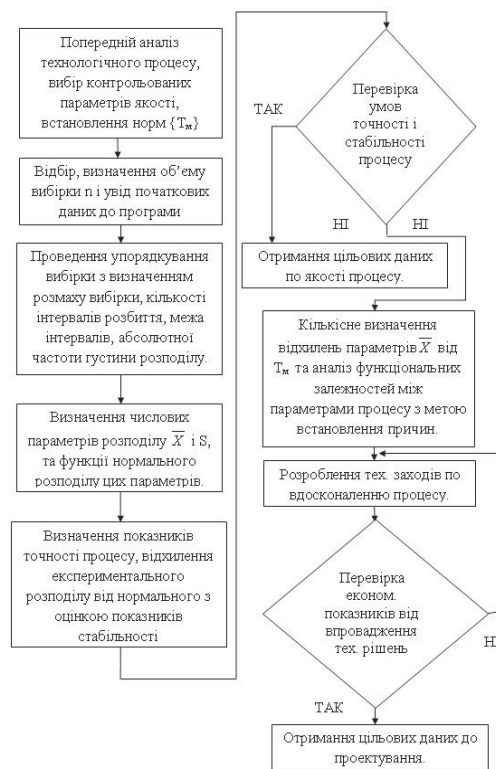 Попередній аналіз
технологічного процесу,
вибір контрольованих
параметрів якості,
встановлення норм {Тм}
Відбір, визначення об’єму
вибірки n і увід початкових
даних до програми
Проведення упорядкування
вибірки з визначенням
розмаху вибірки, кількості
інтервалів розбиття, межа
інтервалів, абсолютної
частоти густини розподілу.
Визначення числових
параметрів розподілу X̅ і S,
та функції нормального
розподілу цих параметрів.
Визначення показників
точності процесу, відхилення
експериментального
розподілу від нормального з
оцінкою показників
стабільності
Перевірка
умов
точності і
стабільності
процесу
ТАК
НІ НІ
Отримання цільових даних
по якості процесу.
Кількісне визначення
відхилень параметрів X̅ від
Тм та аналіз функціональних
залежностей між
параметрами процесу з метою
встановлення причин.
Розроблення тех. заходів по
вдосконаленню процесу.
Перевірка
економ.
показників від
впровадження
тех. рішень
НІ
ТАК
Отримання цільових даних до
проектування.